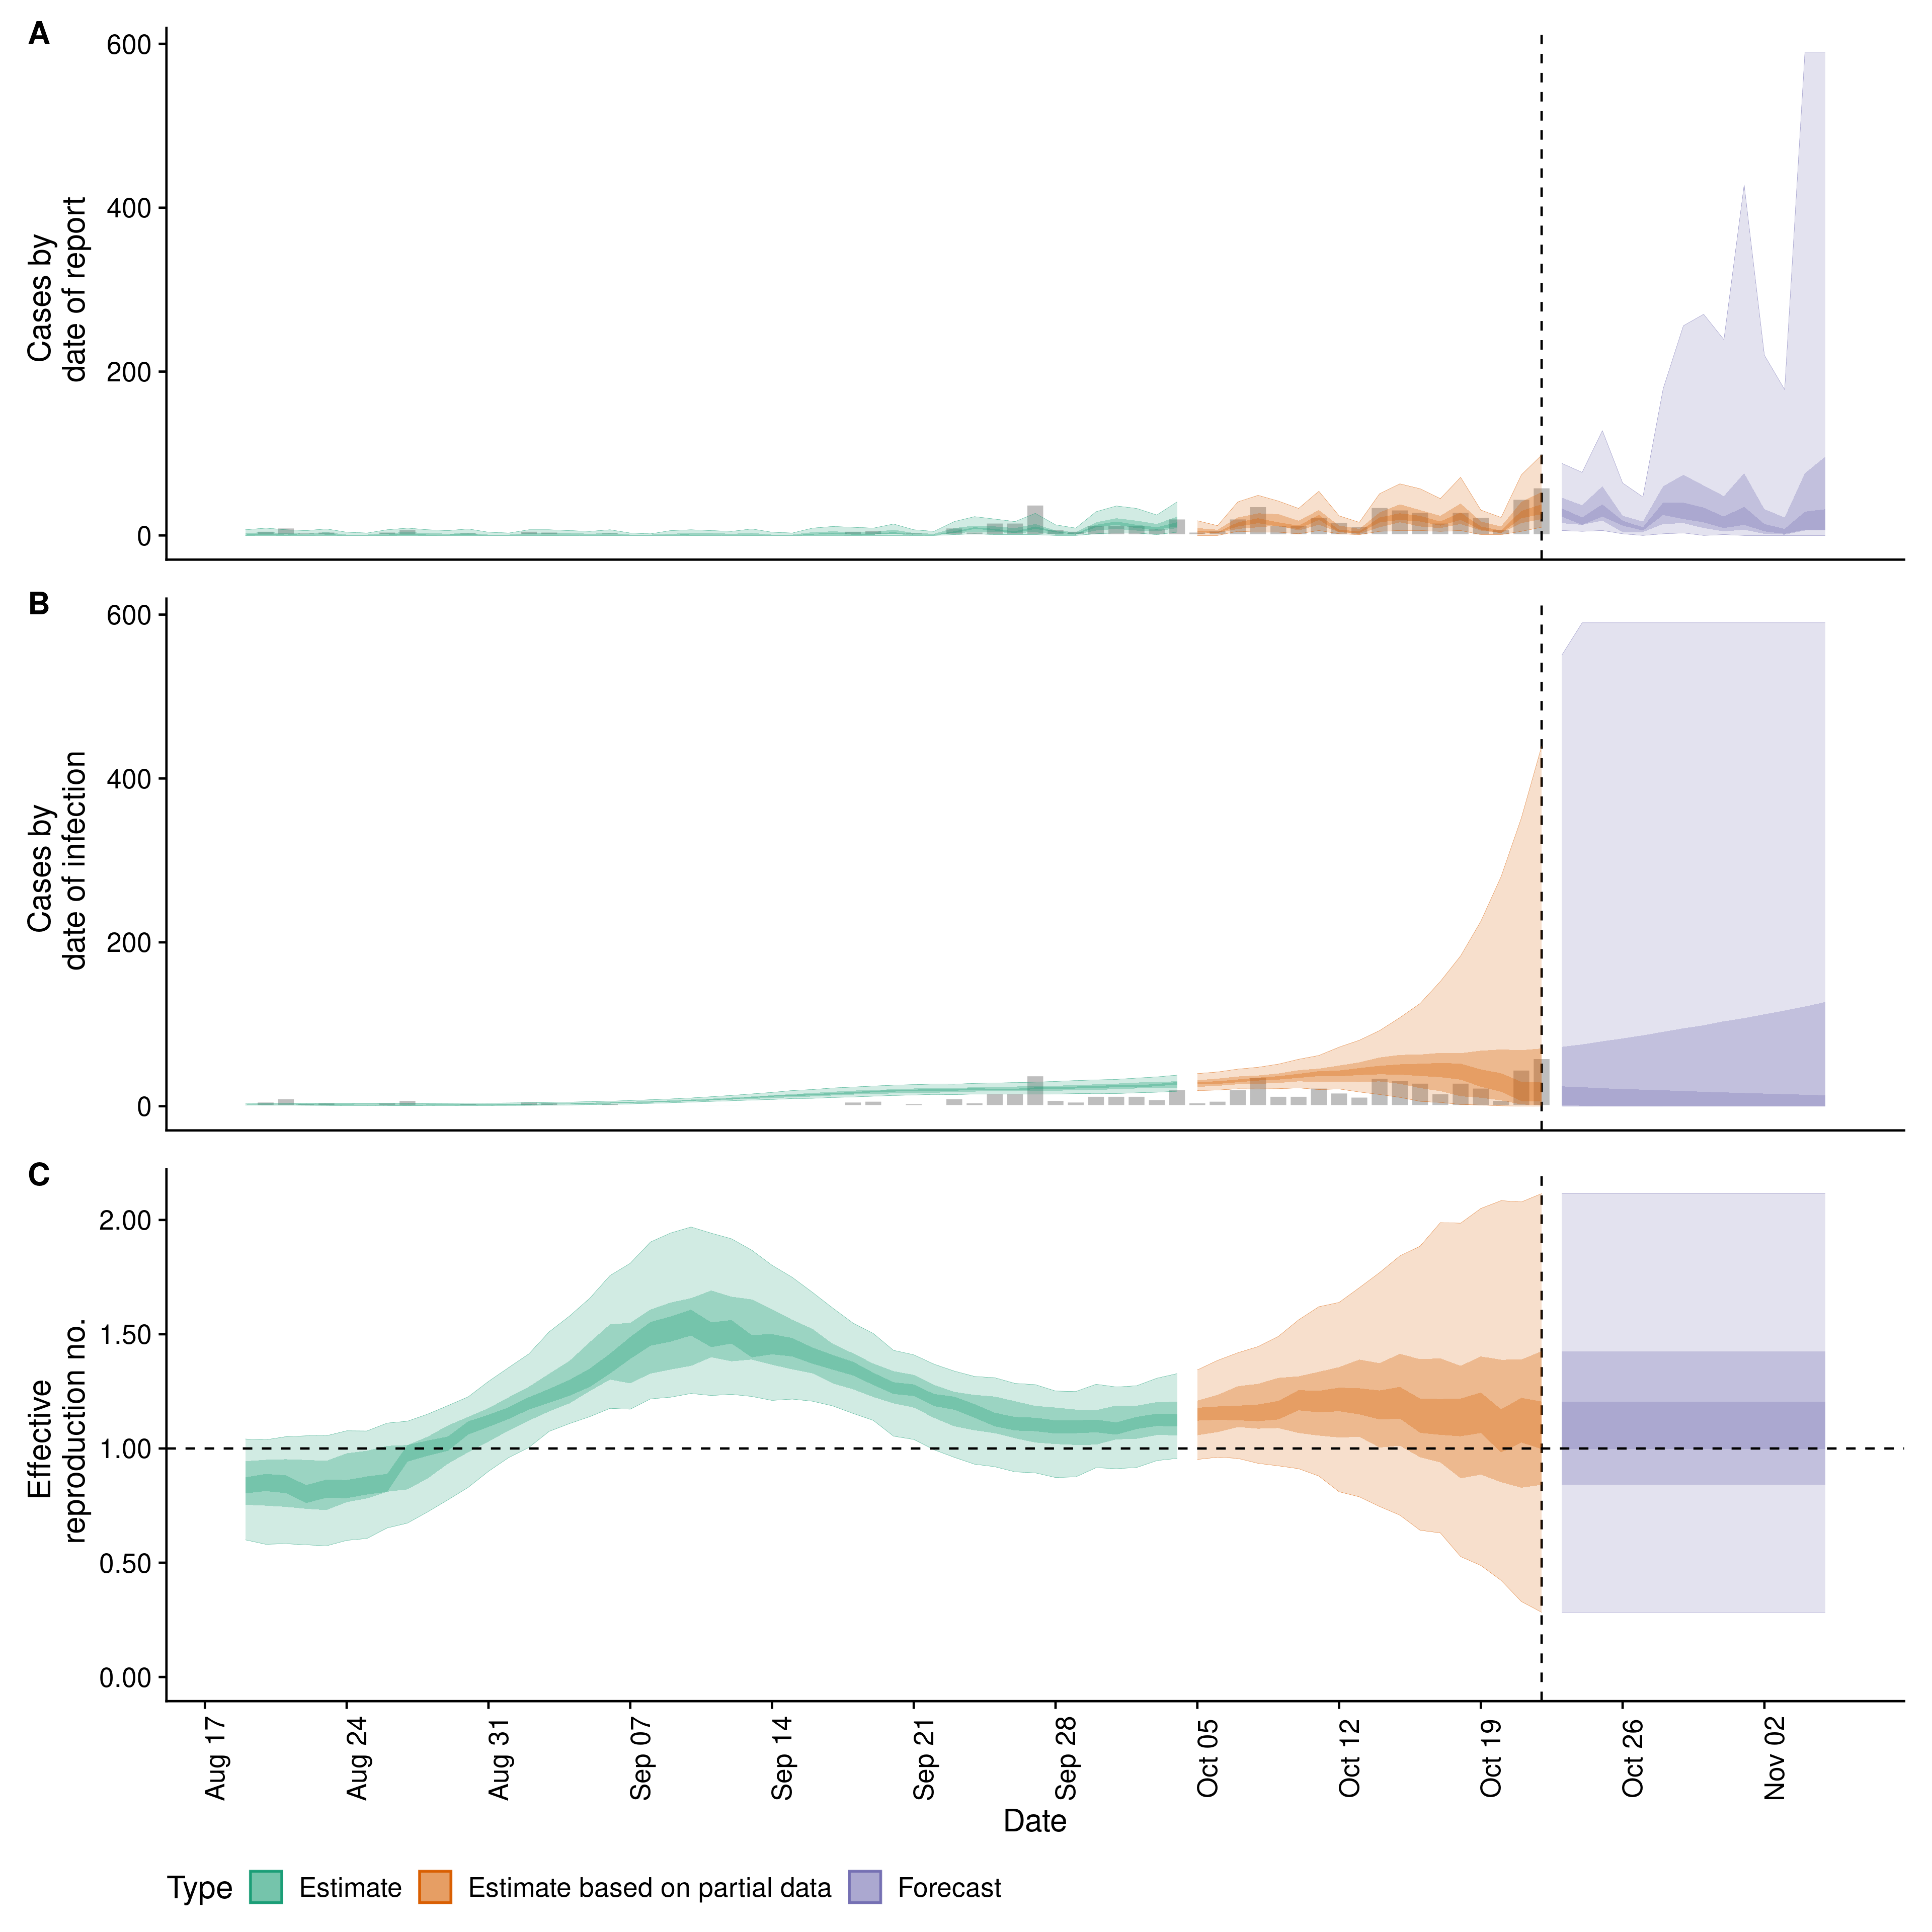 A
600
400
200
0
Cases by
date of report
B
600
400
200
0
Cases by
date of infection
C
2.00
1.50
1.00
0.50
0.00
Effective
reproduction no.
Aug 17
Aug 24
Aug 31
Sep 07
Sep 14
Sep 21
Sep 28
Oct 05
Oct 12
Oct 19
Oct 26
Nov 02
Date
Type Estimate Estimate based on partial data Forecast